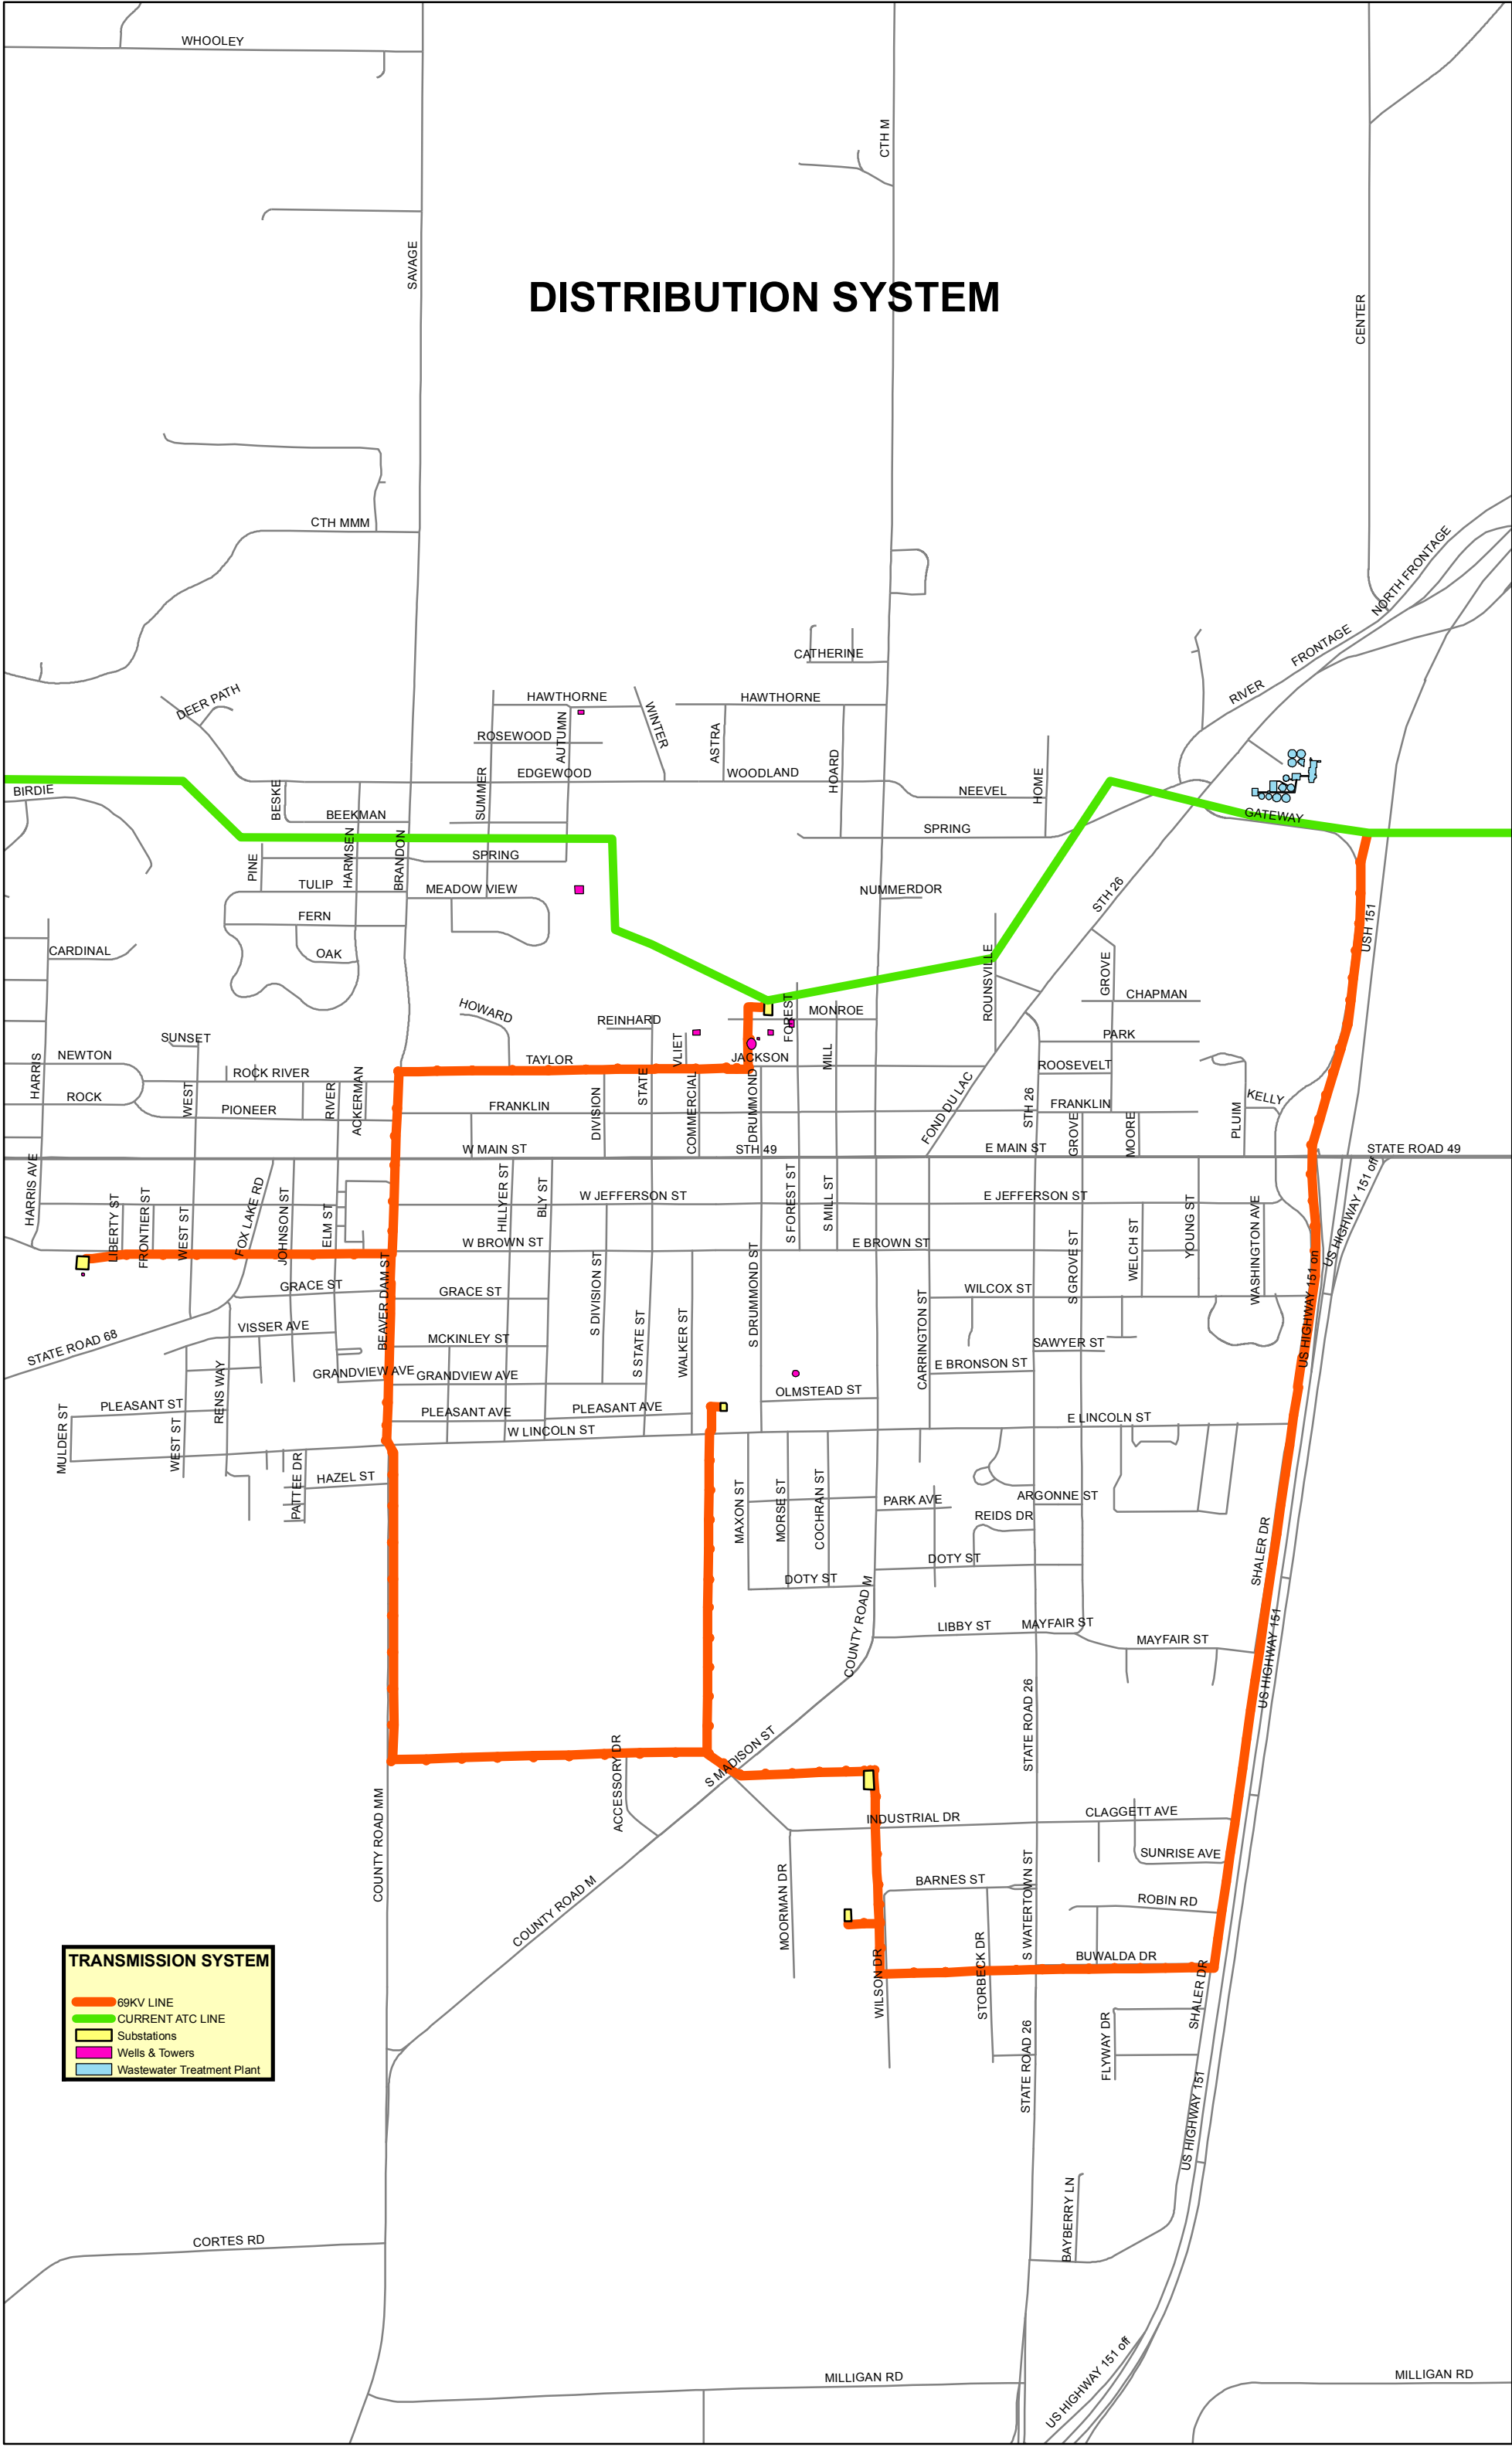 WHOOLEY
CTH M
SAVAGE
DISTRIBUTION SYSTEM
CENTER
CTH MMM
NORTH FRONTAGE
FRONTAGE
RIVER
CATHERINE
DEER PATH
HAWTHORNE
HAWTHORNE
WINTER
AUTUMN
ROSEWOOD
ASTRA
HOARD
EDGEWOOD
WOODLAND
SUMMER
BESKE
BIRDIE
NEEVEL
HOME
BEEKMAN
GATEWAY
SPRING
HARMSEN
BRANDON
PINE
SPRING
TULIP
MEADOW VIEW
NUMMERDOR
STH 26
FERN
USH 151
CARDINAL
OAK
ROUNSVILLE
GROVE
CHAPMAN
HOWARD
REINHARD
FOREST
MONROE
SUNSET
PARK
NEWTON
HARRIS
TAYLOR
VLIET
JACKSON
MILL
ROOSEVELT
ROCK RIVER
STATE
ROCK
WEST
PIONEER
RIVER
ACKERMAN
FRANKLIN
DIVISION
COMMERCIAL
DRUMMOND
FOND DU LAC
STH 26
FRANKLIN
GROVE
MOORE
PLUIM
KELLY
W MAIN ST
STH 49
E MAIN ST
STATE ROAD 49
HARRIS AVE
LIBERTY ST
FRONTIER ST
WEST ST
FOX LAKE RD
JOHNSON ST
ELM ST
HILLYER ST
BLY ST
W JEFFERSON ST
S FOREST ST
S MILL ST
E JEFFERSON ST
YOUNG ST
WELCH ST
WASHINGTON AVE
US HIGHWAY 151 off
W BROWN ST
E BROWN ST
BEAVER DAM ST
GRACE ST
GRACE ST
S DIVISION ST
S STATE ST
WALKER ST
S DRUMMOND ST
CARRINGTON ST
WILCOX ST
S GROVE ST
US HIGHWAY 151 on
STATE ROAD 68
VISSER AVE
MCKINLEY ST
SAWYER ST
RENS WAY
GRANDVIEW AVE
GRANDVIEW AVE
E BRONSON ST
OLMSTEAD ST
PLEASANT ST
PLEASANT AVE
PLEASANT AVE
MULDER ST
WEST ST
W LINCOLN ST
E LINCOLN ST
PATTEE DR
HAZEL ST
MAXON ST
MORSE ST
COCHRAN ST
PARK AVE
ARGONNE ST
REIDS DR
SHALER DR
DOTY ST
DOTY ST
COUNTY ROAD M
LIBBY ST
MAYFAIR ST
MAYFAIR ST
US HIGHWAY 151
STATE ROAD 26
S MADISON ST
ACCESSORY DR
COUNTY ROAD MM
INDUSTRIAL DR
CLAGGETT AVE
SUNRISE AVE
COUNTY ROAD M
MOORMAN DR
BARNES ST
S WATERTOWN ST
ROBIN RD
BUWALDA DR
WILSON DR
STORBECK DR
SHALER DR
FLYWAY DR
STATE ROAD 26
US HIGHWAY 151
TRANSMISSION SYSTEM
69KV LINE
CURRENT ATC LINE
Substations
Wells & Towers
Wastewater Treatment Plant
BAYBERRY LN
CORTES RD
US HIGHWAY 151 off
MILLIGAN RD
MILLIGAN RD